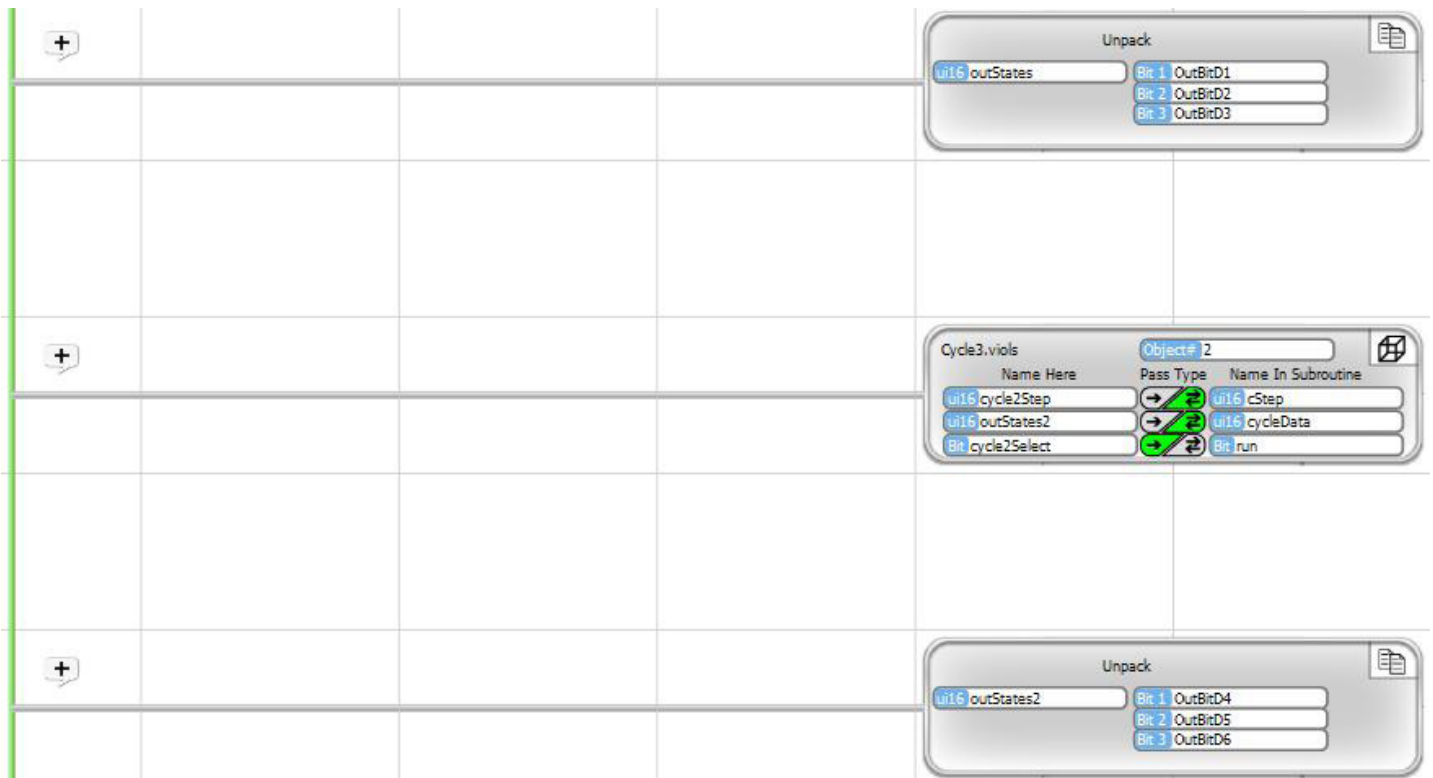 +
Unpack
ui16 outStates Bit 1 OutBitD1
Bit 2 OutBitD2
Bit 3 OutBitD3
+
Cycle3.viols Object# 2
Name Here Pass Type Name In Subroutine
ui16 cycle2Step ui16 cStep
ui16 outStates2 ui16 cycleData
Bit cycle2Select Bit run
+
Unpack
ui16 outStates2 Bit 1 OutBitD4
Bit 2 OutBitD5
Bit 3 OutBitD6